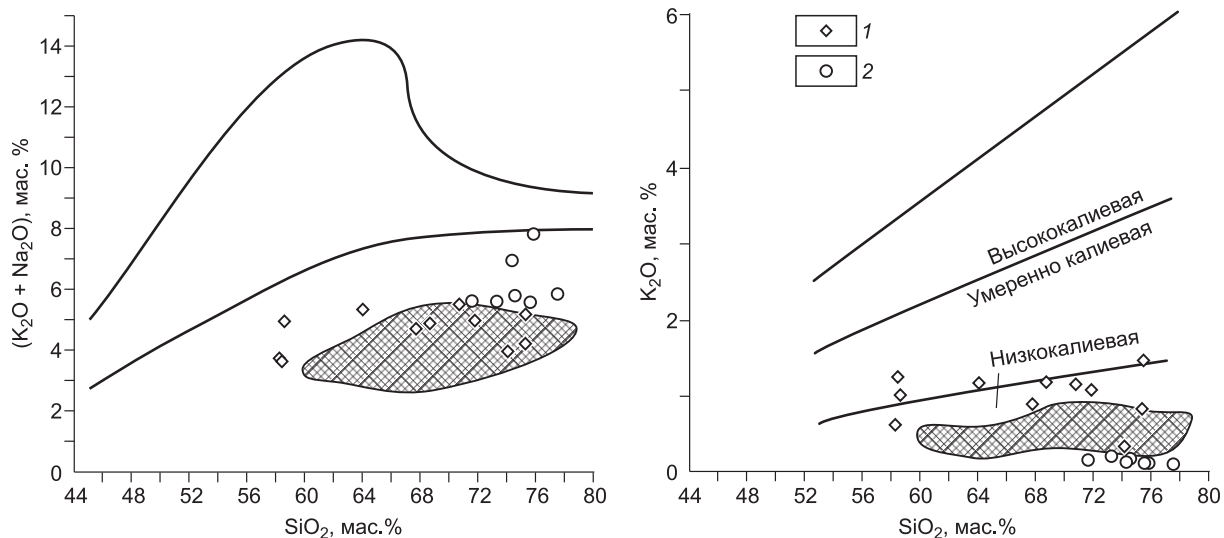 (K₂O + Na₂O), мас. %
14
12
10
8
6
4
2
0
44 48 52 56 60 64 68 72 76 80
SiO₂, мас.%
K₂O, мас. %
6
4
2
0
1
2
Высококалиевая
Умеренно калиевая
Низкокалиевая
44 48 52 56 60 64 68 72 76 80
SiO₂, мас.%